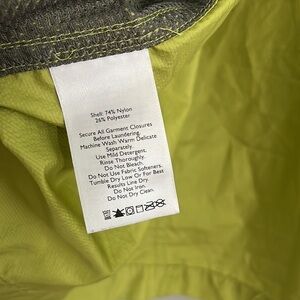 Shell: 74% Nylon
26% Polyester
Secure All Garment Closures
Before Laundering.
Machine Wash Warm Delicate
Separately.
Use Mild Detergent.
Rinse Thoroughly.
Do Not Bleach.
Do Not Use Fabric Softeners.
Tumble Dry Low Or For Best
Results Line Dry.
Do Not Iron.
Do Not Dry Clean.